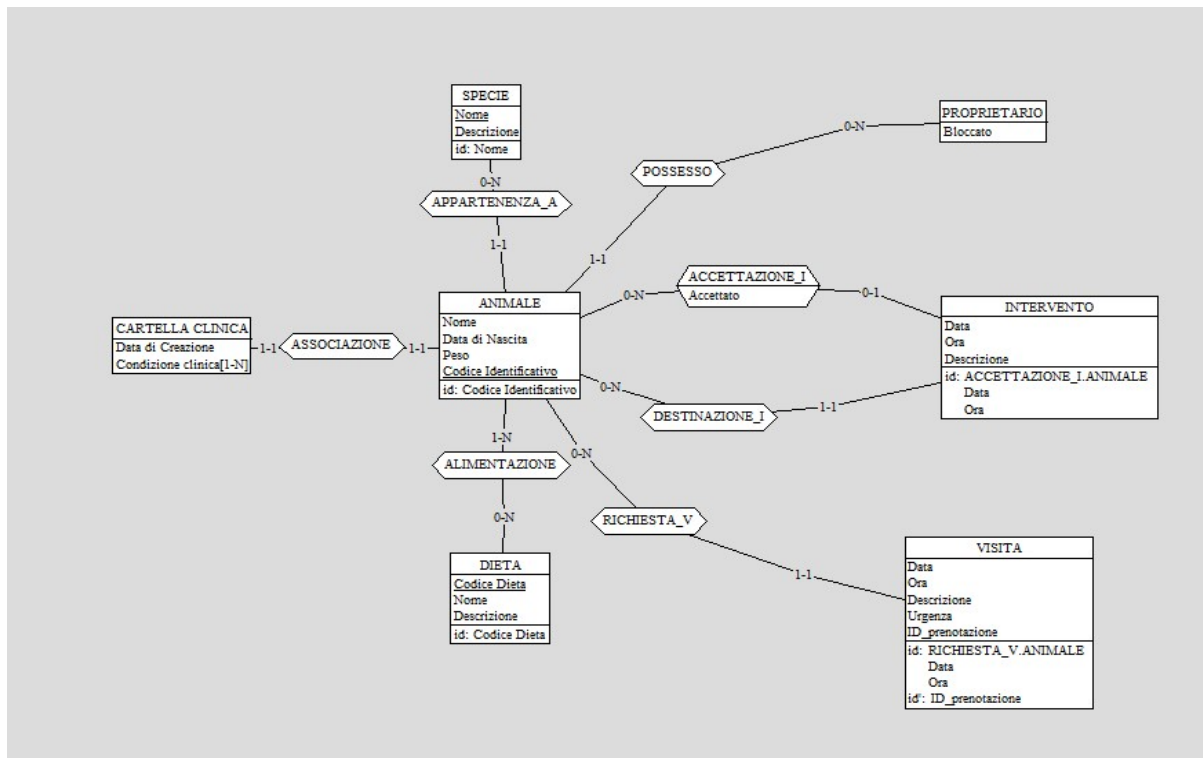 SPECIE
Nome
Descrizione
id: Nome
0-N
APPARTENENZA_A
1-1
PROPRIETARIO
Bloccato
0-N
POSSESSO
1-1
ANIMALE
Nome
Data di Nascita
Peso
Codice Identificativo
id: Codice Identificativo
CARTELLA CLINICA
Data di Creazione
Condizione clinica[1-N]
1-1
ASSOCIAZIONE
1-1
0-N
ACCETTAZIONE_I
Accettato
0-1
INTERVENTO
Data
Ora
Descrizione
id: ACCETTAZIONE_I.ANIMALE
Data
Ora
0-N
DESTINAZIONE_I
1-1
1-N
ALIMENTAZIONE
0-N
DIETA
Codice Dieta
Nome
Descrizione
id: Codice Dieta
0-N
RICHIESTA_V
1-1
VISITA
Data
Ora
Descrizione
Urgenza
ID_prenotazione
id: RICHIESTA_V.ANIMALE
Data
Ora
id': ID_prenotazione